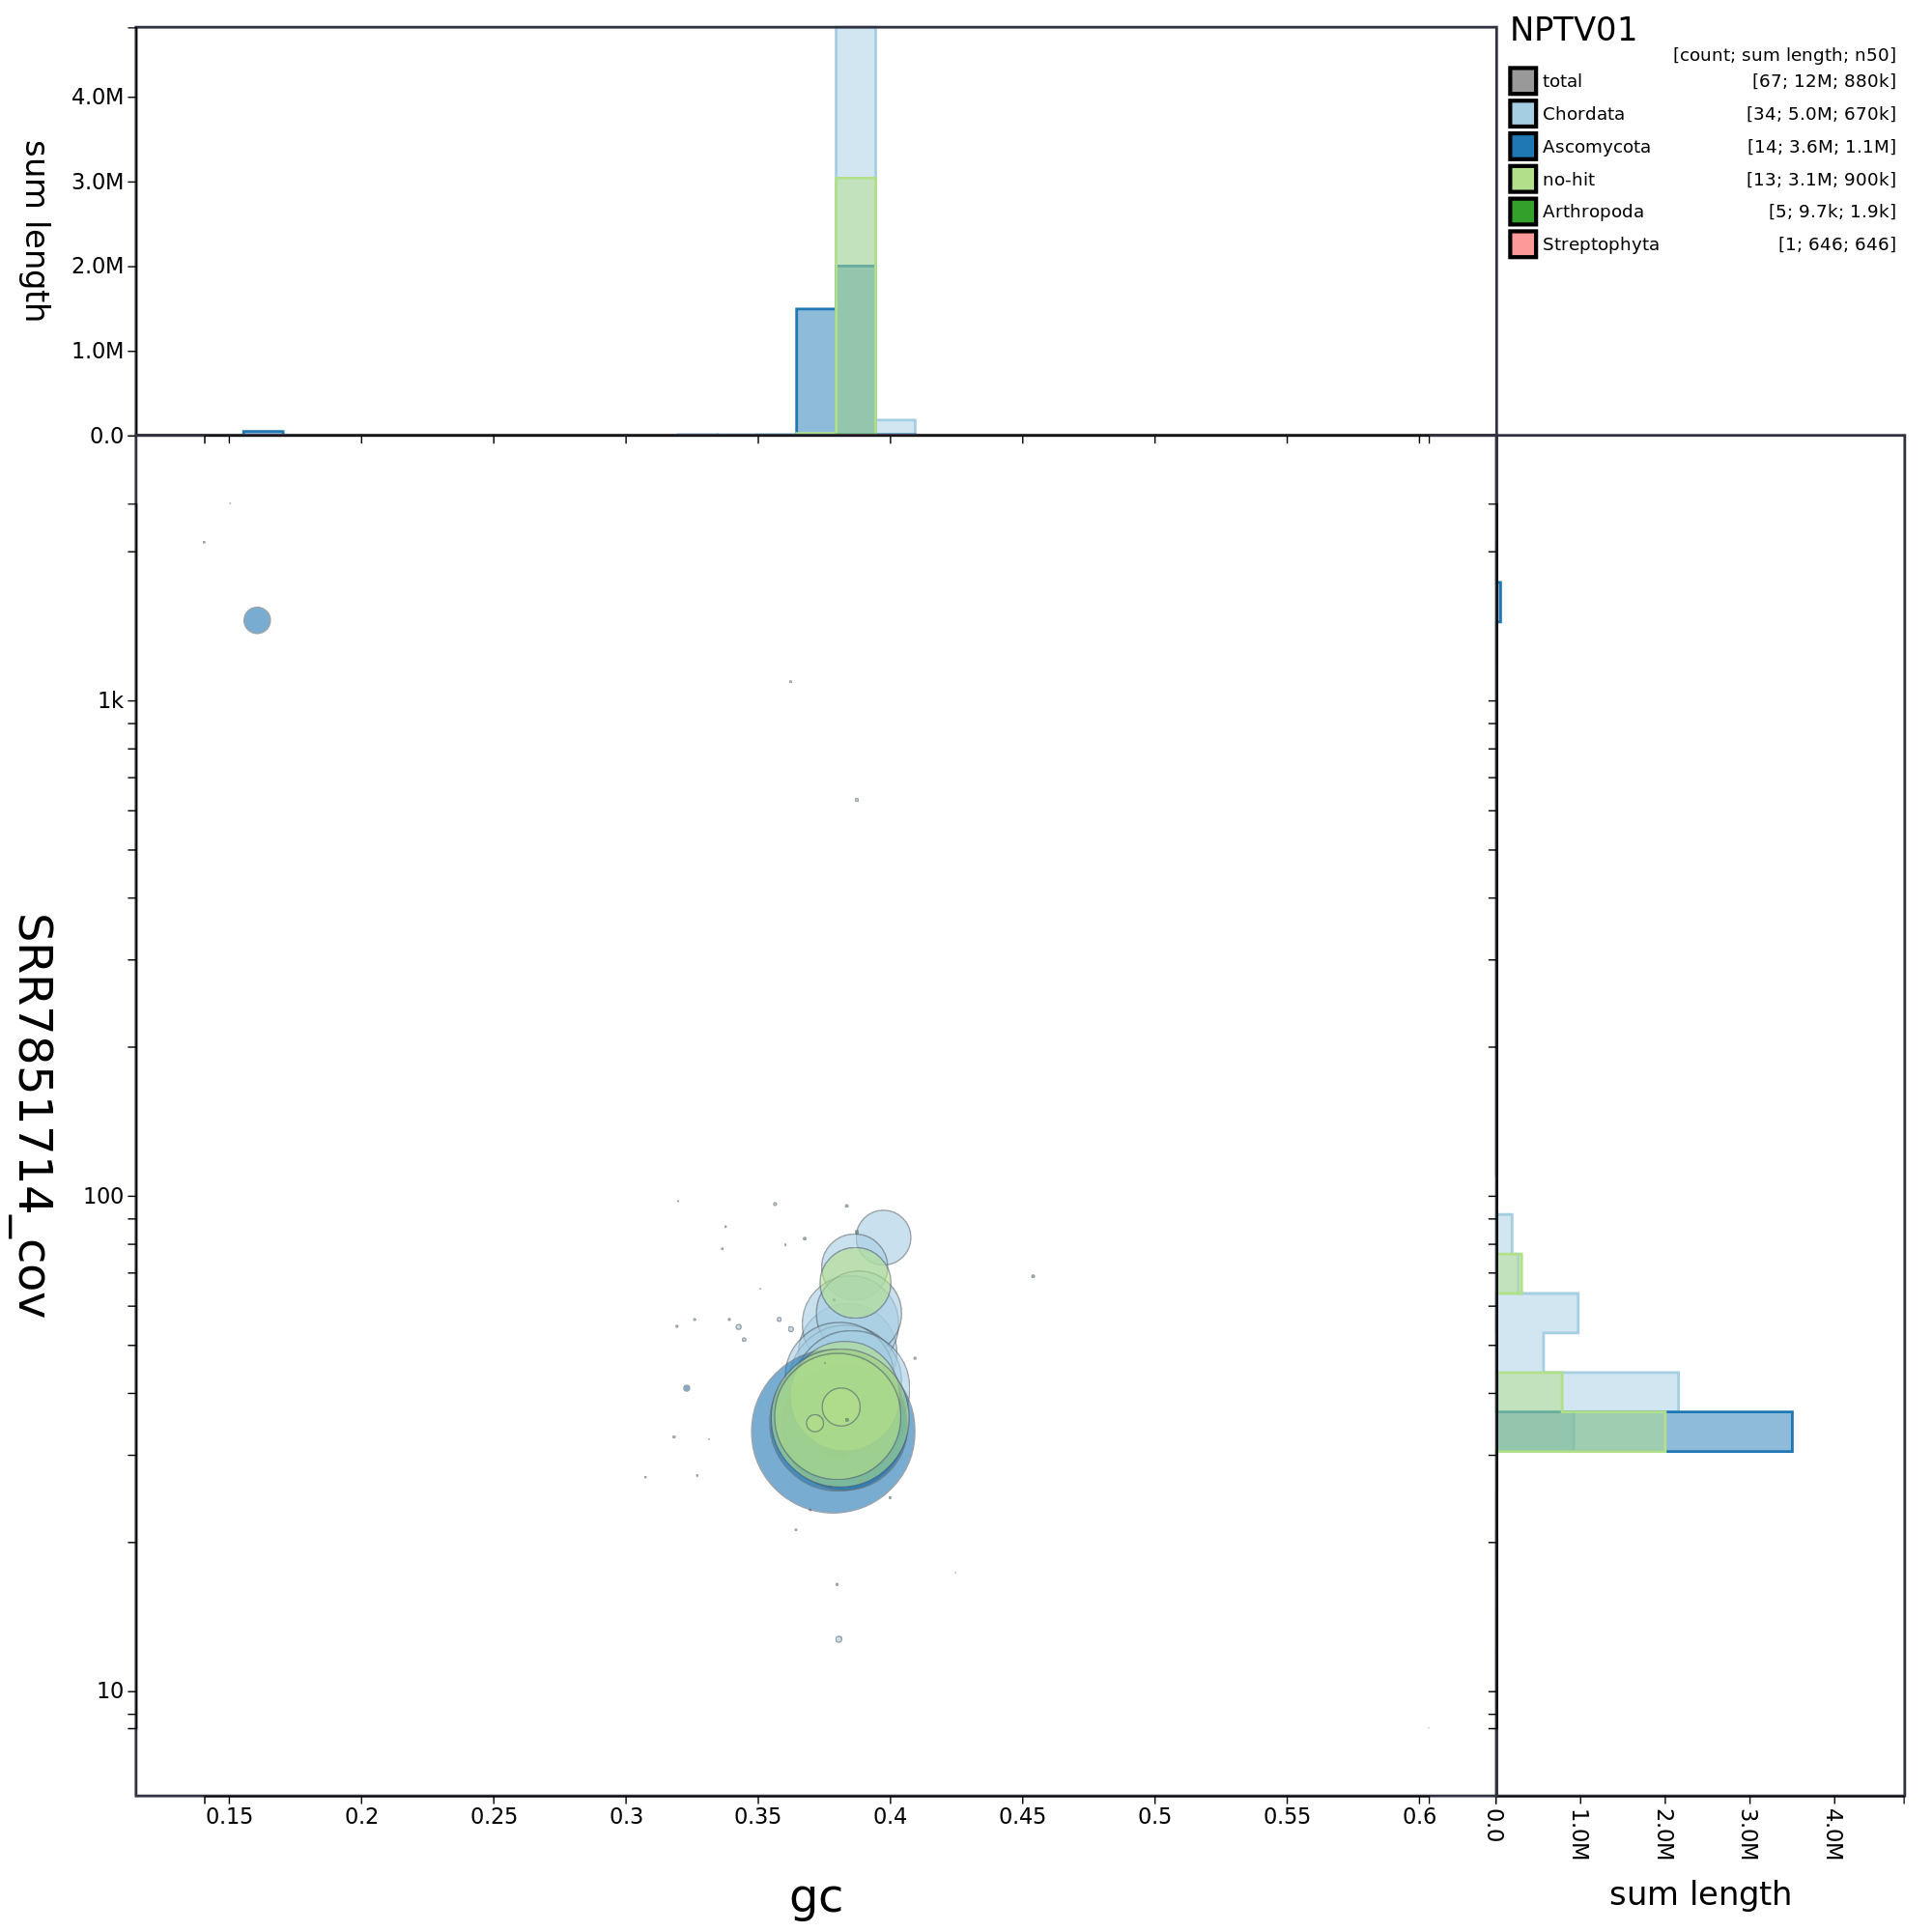 NPTV01
[count; sum length; n50]
total [67; 12M; 880k]
Chordata [34; 5.0M; 670k]
Ascomycota [14; 3.6M; 1.1M]
no-hit [13; 3.1M; 900k]
Arthropoda [5; 9.7k; 1.9k]
Streptophyta [1; 646; 646]
sum length
4.0M
3.0M
2.0M
1.0M
0.0
SRR7851714_cov
1k
100
10
0.15 0.2 0.25 0.3 0.35 0.4 0.45 0.5 0.55 0.6
gc
0.0 1.0M 2.0M 3.0M 4.0M
sum length